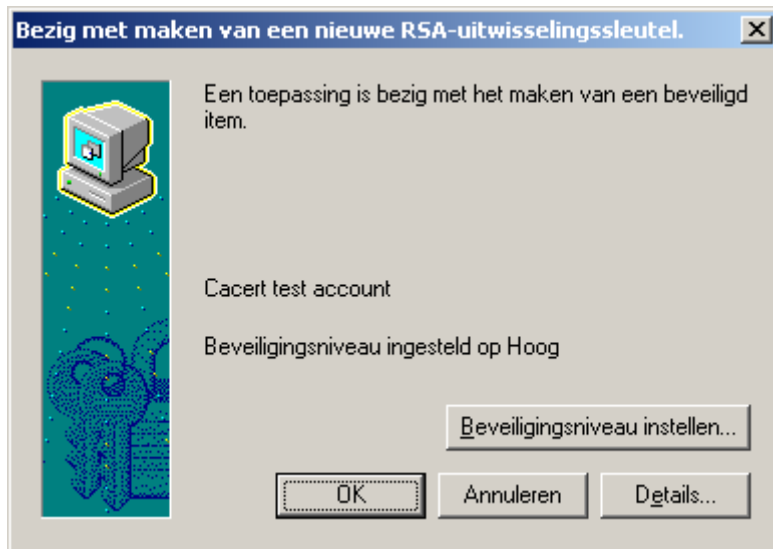 Bezig met maken van een nieuwe RSA-uitwisselingssleutel.
Een toepassing is bezig met het maken van een beveiligd
item.
Cacert test account
Beveiligingsniveau ingesteld op Hoog
Beveiligingsniveau instellen...
OK Annuleren Details...